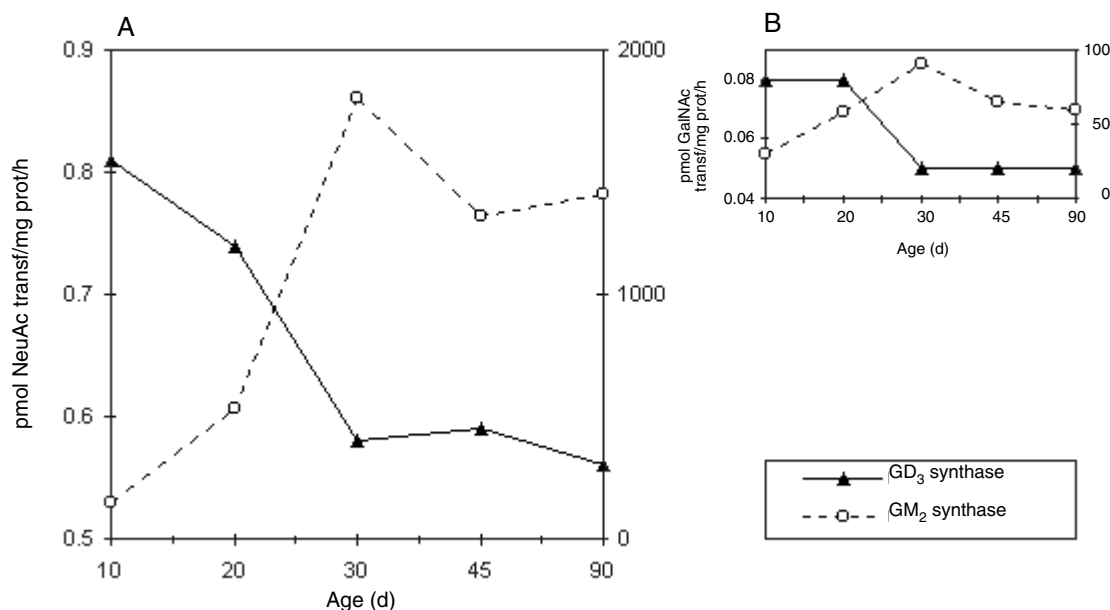 A
0.9
0.8
0.7
0.6
0.5
pmol NeuAc transf/mg prot/h
2000
1000
0
10 20 30 45 90
Age (d)
B
0.08
0.06
0.04
pmol GalNAc
transf/mg prot/h
100
50
0
10 20 30 45 90
Age (d)
GD3 synthase
GM2 synthase